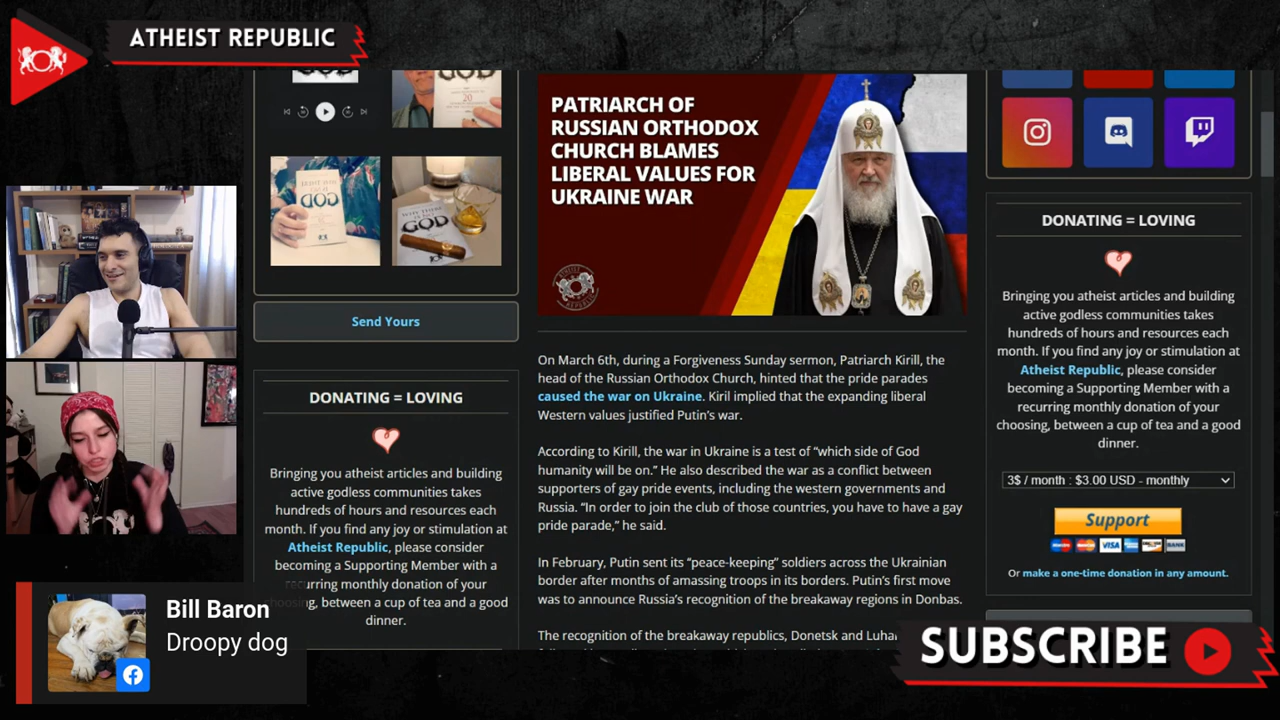 ATHEIST REPUBLIC
GOD
GOD
20
GOD
GOD
Send Yours
DONATING = LOVING
Bringing you atheist articles and building
active godless communities takes
hundreds of hours and resources each
month. If you find any joy or stimulation at
Atheist Republic, please consider
becoming a Supporting Member with a
recurring monthly donation of your
choosing, between a cup of tea and a good
dinner.
PATRIARCH OF
RUSSIAN ORTHODOX
CHURCH BLAMES
LIBERAL VALUES FOR
UKRAINE WAR
On March 6th, during a Forgiveness Sunday sermon, Patriarch Kirill, the
head of the Russian Orthodox Church, hinted that the pride parades
caused the war on Ukraine. Kiril implied that the expanding liberal
Western values justified Putin's war.
According to Kirill, the war in Ukraine is a test of “which side of God
humanity will be on.” He also described the war as a conflict between
supporters of gay pride events, including the western governments and
Russia. “In order to join the club of those countries, you have to have a gay
pride parade,” he said.
In February, Putin sent its “peace-keeping” soldiers across the Ukrainian
border after months of amassing troops in its borders. Putin's first move
was to announce Russia's recognition of the breakaway regions in Donbas.
The recognition of the breakaway republics, Donetsk and Luhan
DONATING = LOVING
Bringing you atheist articles and building
active godless communities takes
hundreds of hours and resources each
month. If you find any joy or stimulation at
Atheist Republic, please consider
becoming a Supporting Member with a
recurring monthly donation of your
choosing, between a cup of tea and a good
dinner.
3$ / month : $3.00 USD - monthly
Support
VISA
BANK
Or make a one-time donation in any amount.
Bill Baron
Droopy dog
SUBSCRIBE